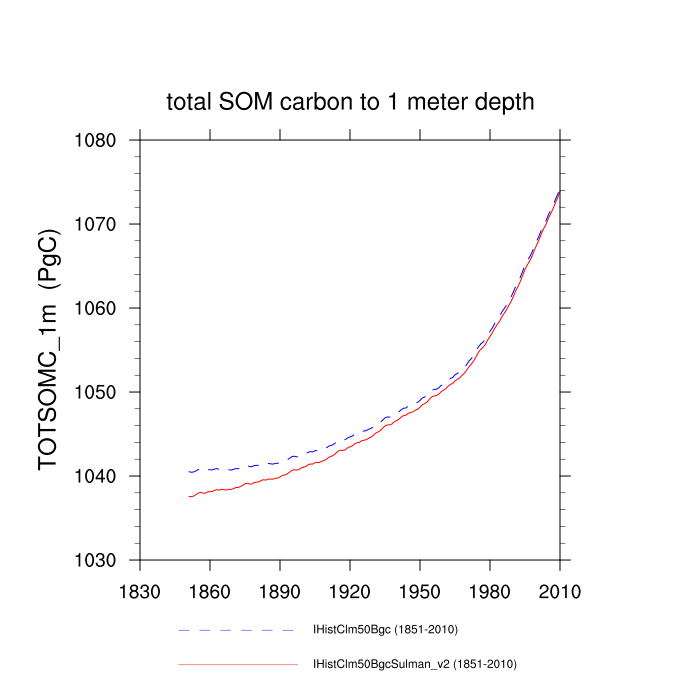 total SOM carbon to 1 meter depth
TOTSOMC_1m (PgC)
1080
1070
1060
1050
1040
1030
1830 1860 1890 1920 1950 1980 2010
IHistClm50Bgc (1851-2010)
IHistClm50BgcSulman_v2 (1851-2010)